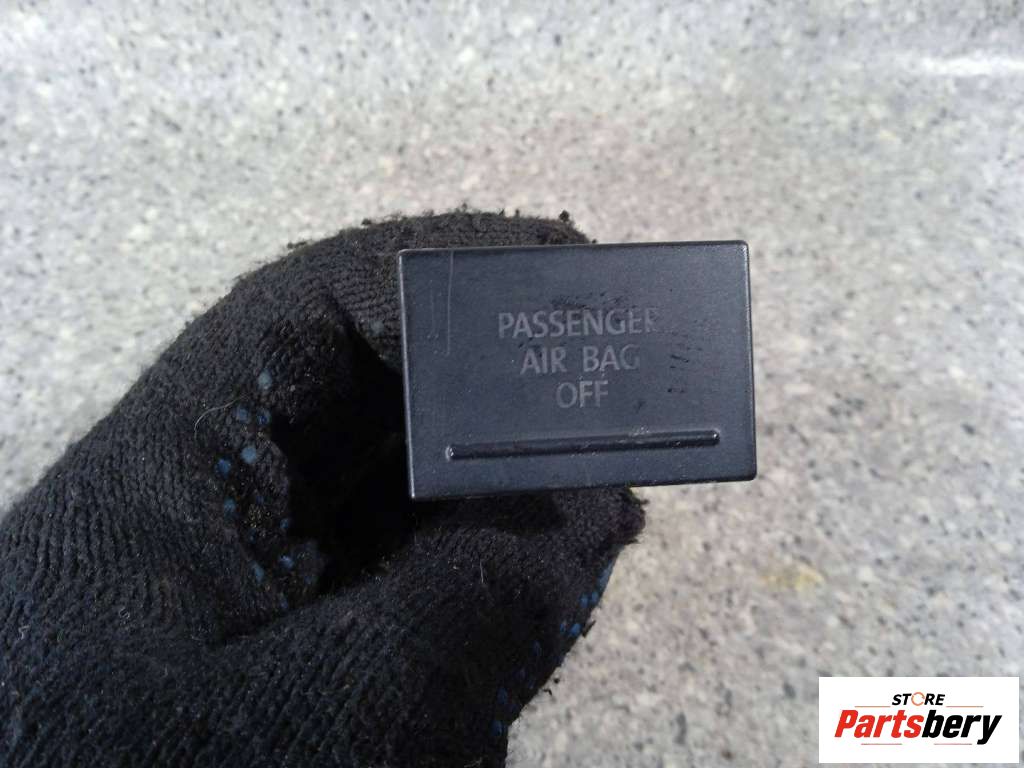 PASSENGER
AIR BAG
OFF
STORE
Partsbery